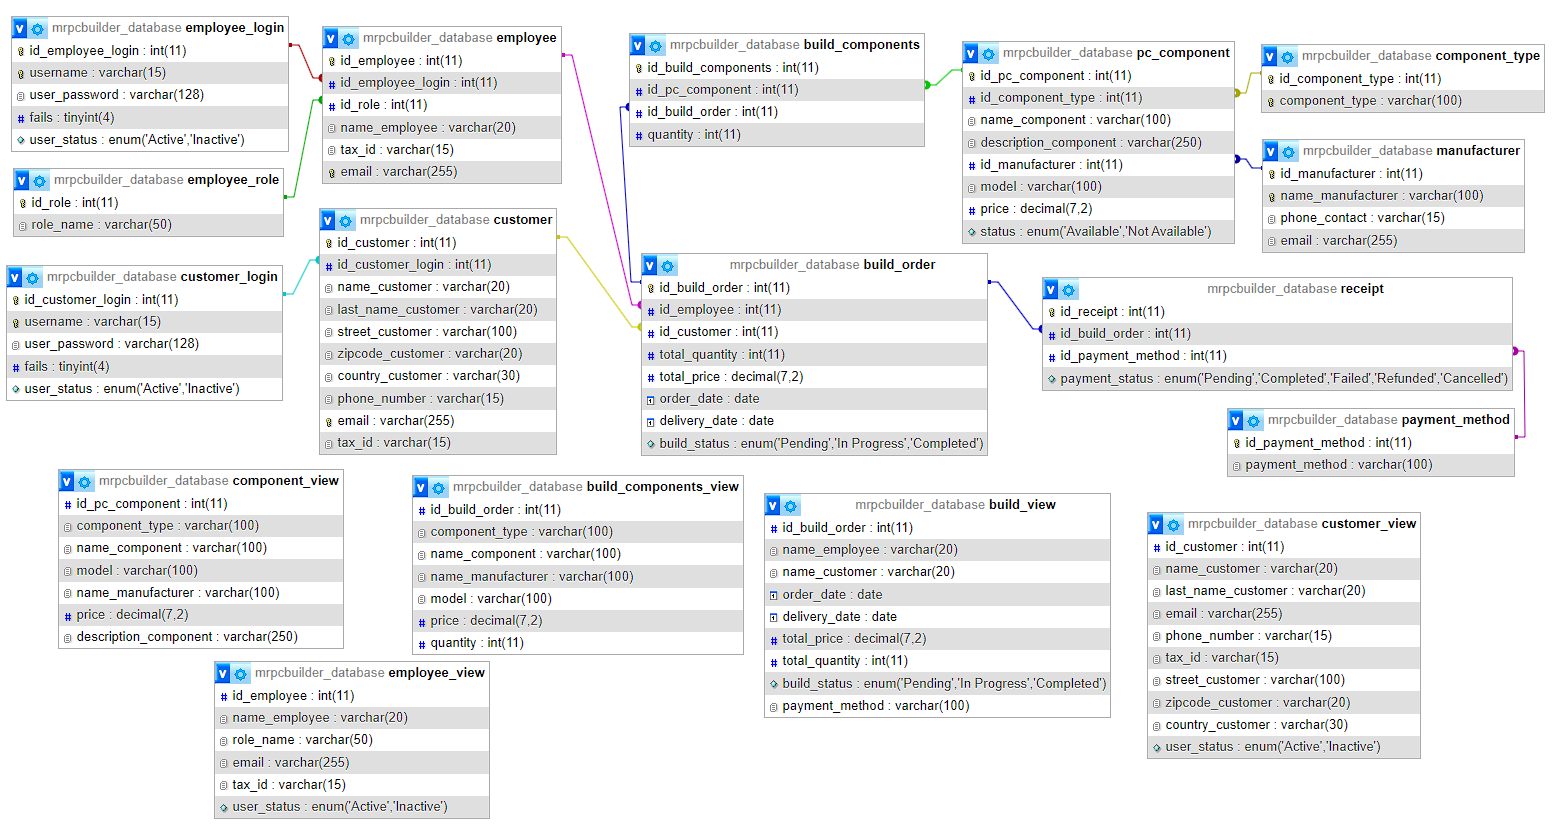 v mrpcbuilder_database employee_login
id_employee_login : int(11)
username : varchar(15)
user_password : varchar(128)
# fails : tinyint(4)
user_status : enum('Active','Inactive')
v mrpcbuilder_database employee_role
id_role : int(11)
role_name : varchar(50)
v mrpcbuilder_database customer_login
id_customer_login : int(11)
username : varchar(15)
user_password : varchar(128)
# fails : tinyint(4)
user_status : enum('Active','Inactive')
v mrpcbuilder_database employee
id_employee : int(11)
# id_employee_login : int(11)
# id_role : int(11)
name_employee : varchar(20)
tax_id : varchar(15)
email : varchar(255)
v mrpcbuilder_database customer
id_customer : int(11)
# id_customer_login : int(11)
name_customer : varchar(20)
last_name_customer : varchar(20)
street_customer : varchar(100)
zipcode_customer : varchar(20)
country_customer : varchar(30)
phone_number : varchar(15)
email : varchar(255)
tax_id : varchar(15)
v mrpcbuilder_database build_components
id_build_components : int(11)
# id_pc_component : int(11)
# id_build_order : int(11)
# quantity : int(11)
v mrpcbuilder_database build_order
id_build_order : int(11)
# id_employee : int(11)
# id_customer : int(11)
# total_quantity : int(11)
# total_price : decimal(7,2)
order_date : date
delivery_date : date
build_status : enum('Pending','In Progress','Completed')
v mrpcbuilder_database pc_component
id_pc_component : int(11)
# id_component_type : int(11)
name_component : varchar(100)
description_component : varchar(250)
# id_manufacturer : int(11)
model : varchar(100)
# price : decimal(7,2)
status : enum('Available','Not Available')
v mrpcbuilder_database component_type
id_component_type : int(11)
component_type : varchar(100)
v mrpcbuilder_database manufacturer
id_manufacturer : int(11)
name_manufacturer : varchar(100)
phone_contact : varchar(15)
email : varchar(255)
v mrpcbuilder_database receipt
id_receipt : int(11)
# id_build_order : int(11)
# id_payment_method : int(11)
payment_status : enum('Pending','Completed','Failed','Refunded','Cancelled')
v mrpcbuilder_database payment_method
id_payment_method : int(11)
payment_method : varchar(100)
v mrpcbuilder_database component_view
# id_pc_component : int(11)
component_type : varchar(100)
name_component : varchar(100)
model : varchar(100)
name_manufacturer : varchar(100)
# price : decimal(7,2)
description_component : varchar(250)
v mrpcbuilder_database build_components_view
# id_build_order : int(11)
component_type : varchar(100)
name_component : varchar(100)
name_manufacturer : varchar(100)
model : varchar(100)
# price : decimal(7,2)
# quantity : int(11)
v mrpcbuilder_database build_view
# id_build_order : int(11)
name_employee : varchar(20)
name_customer : varchar(20)
order_date : date
delivery_date : date
# total_price : decimal(7,2)
# total_quantity : int(11)
build_status : enum('Pending','In Progress','Completed')
payment_method : varchar(100)
v mrpcbuilder_database customer_view
# id_customer : int(11)
name_customer : varchar(20)
last_name_customer : varchar(20)
email : varchar(255)
phone_number : varchar(15)
tax_id : varchar(15)
street_customer : varchar(100)
zipcode_customer : varchar(20)
country_customer : varchar(30)
user_status : enum('Active','Inactive')
v mrpcbuilder_database employee_view
# id_employee : int(11)
name_employee : varchar(20)
role_name : varchar(50)
email : varchar(255)
tax_id : varchar(15)
user_status : enum('Active','Inactive')